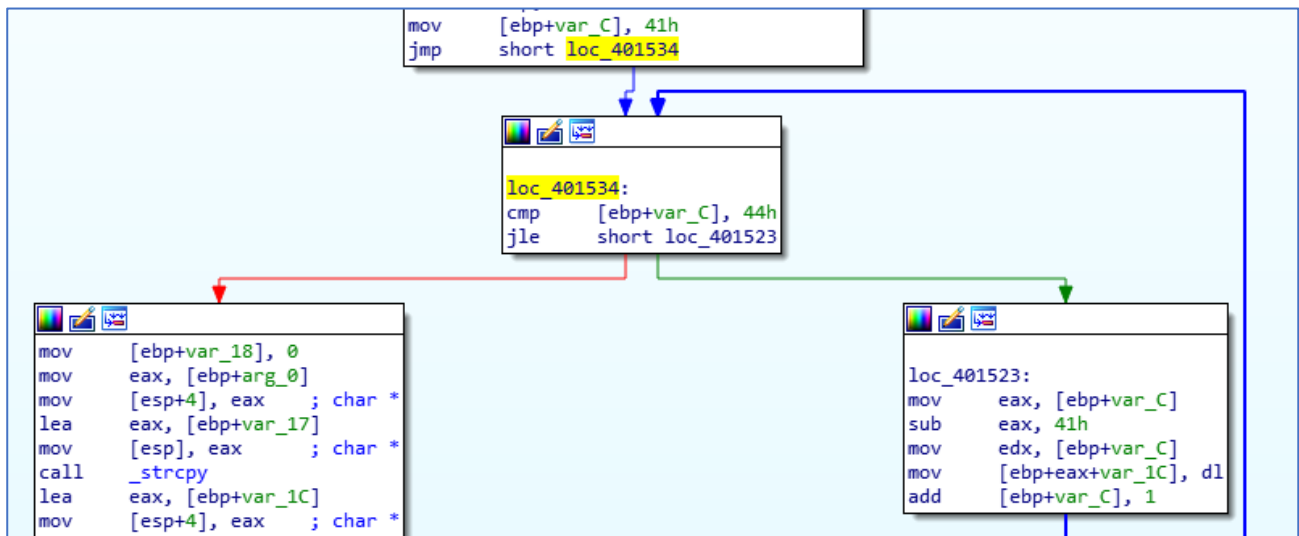 mov [ebp+var_C], 41h
jmp short loc_401534
loc_401534:
cmp [ebp+var_C], 44h
jle short loc_401523
mov [ebp+var_18], 0
mov eax, [ebp+arg_0]
mov [esp+4], eax ; char *
lea eax, [ebp+var_17]
mov [esp], eax ; char *
call _strcpy
lea eax, [ebp+var_1C]
mov [esp+4], eax ; char *
loc_401523:
mov eax, [ebp+var_C]
sub eax, 41h
mov edx, [ebp+var_C]
mov [ebp+eax+var_1C], dl
add [ebp+var_C], 1